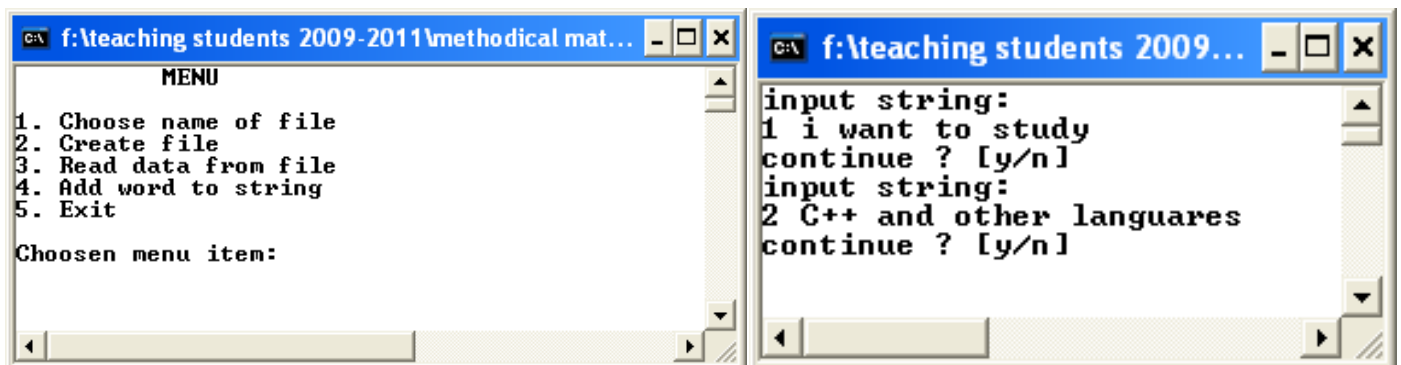 f:\teaching students 2009-2011\methodical mat...
MENU
1. Choose name of file
2. Create file
3. Read data from file
4. Add word to string
5. Exit
Choosen menu item:
f:\teaching students 2009...
input string:
1 i want to study
continue ? [y/n]
input string:
2 C++ and other languares
continue ? [y/n]